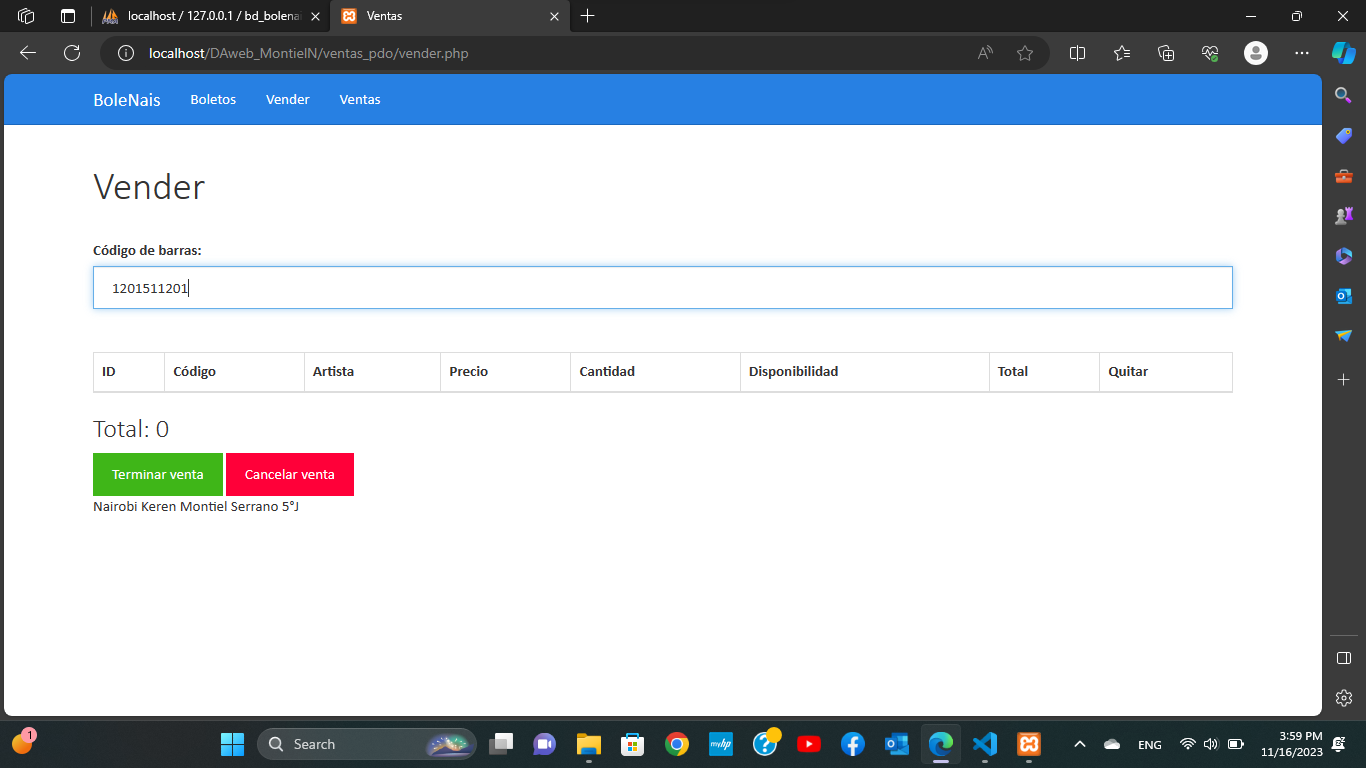 localhost / 127.0.0.1 / bd_bolenai
Ventas
localhost/DAweb_MontielN/ventas_pdo/vender.php
BoleNais Boletos Vender Ventas
Vender
Código de barras:
1201511201
ID Código Artista Precio Cantidad Disponibilidad Total Quitar
Total: 0
Terminar venta Cancelar venta
Nairobi Keren Montiel Serrano 5°J
1
Search
myhp
ENG
3:59 PM
11/16/2023